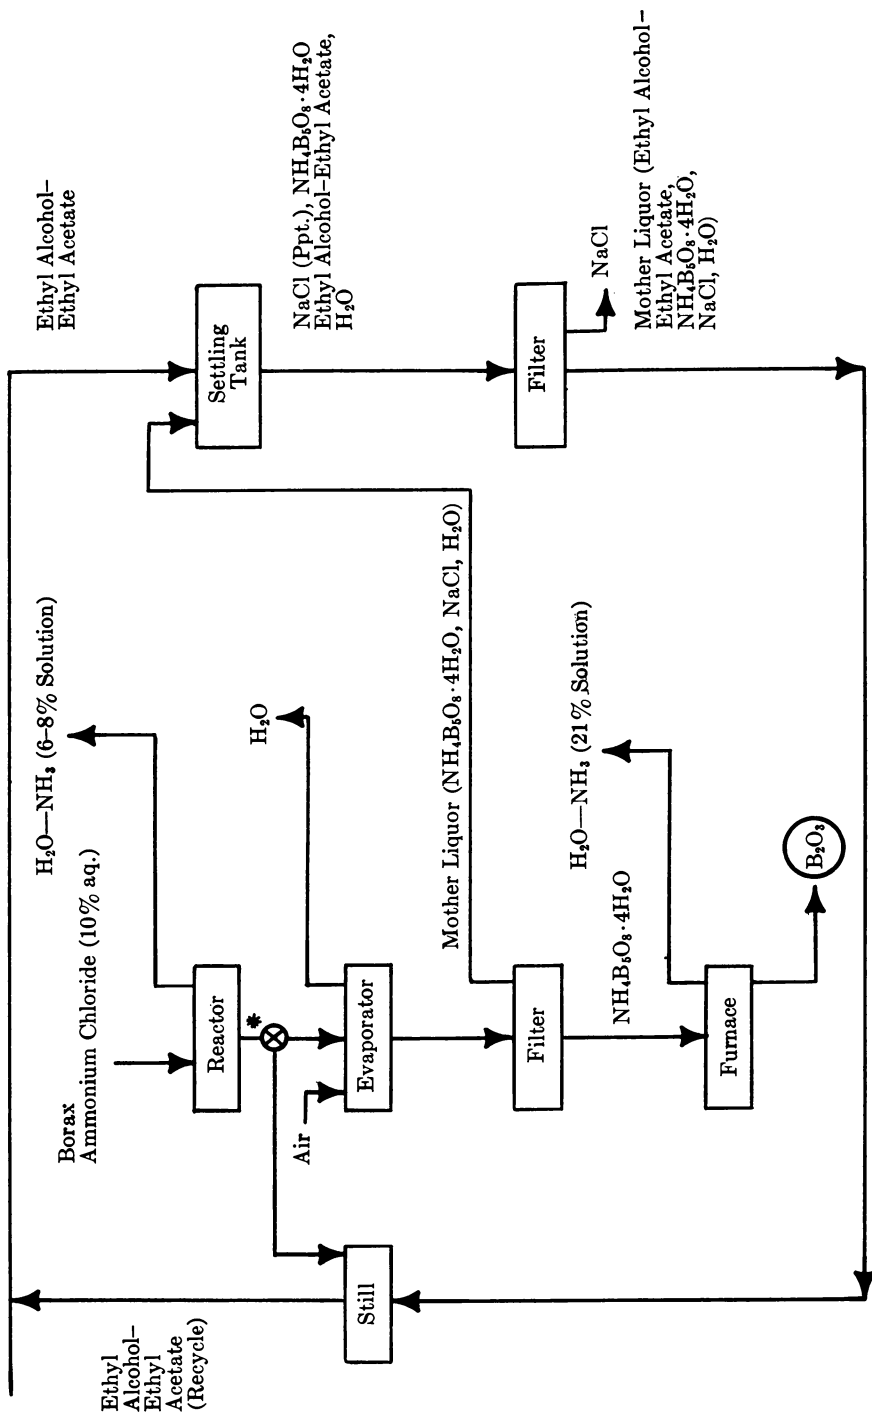 Ethyl
Alcohol–
Ethyl
Acetate
(Recycle)
Borax
Ammonium Chloride (10% aq.)
H₂O—NH₃ (6–8% Solution)
Ethyl Alcohol–
Ethyl Acetate
Reactor
*
Air
H₂O
Still
Evaporator
Settling
Tank
NaCl (Ppt.), NH₄B₅O₈·4H₂O
Ethyl Alcohol–Ethyl Acetate,
H₂O
Mother Liquor (NH₄B₅O₈·4H₂O, NaCl, H₂O)
Filter
Filter
NaCl
NH₄B₅O₈·4H₂O
H₂O—NH₃ (21% Solution)
Mother Liquor (Ethyl Alcohol–
Ethyl Acetate,
NH₄B₅O₈·4H₂O,
NaCl, H₂O)
Furnace
B₂O₃